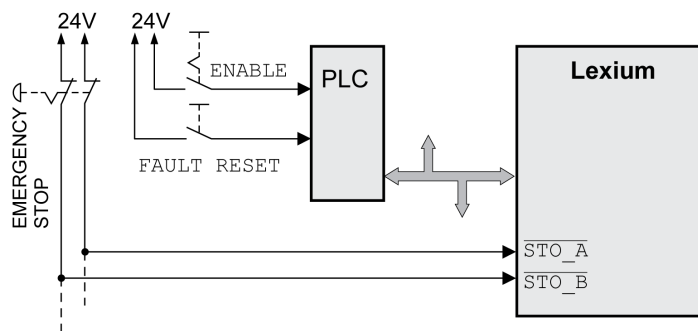 24V
24V
ENABLE
PLC
Lexium
EMERGENCY
STOP
FAULT RESET
STO_A
STO_B